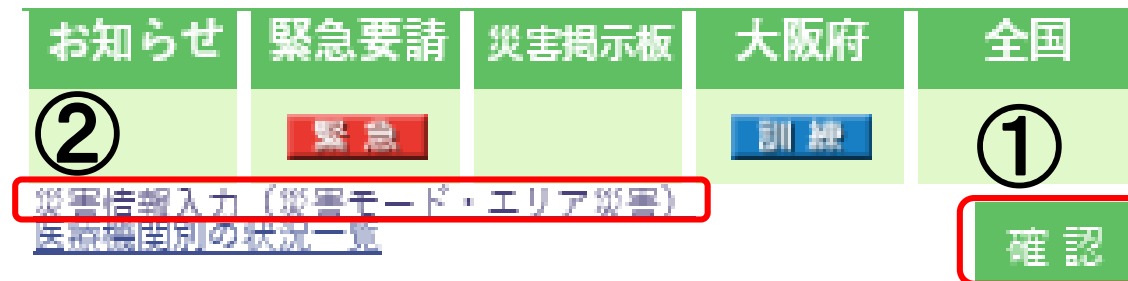 お知らせ 緊急要請 災害掲示板 大阪府 全国
② 緊急 訓練 ①
災害情報入力（災害モード・エリア災害）
医療機関別の状況一覧
確認